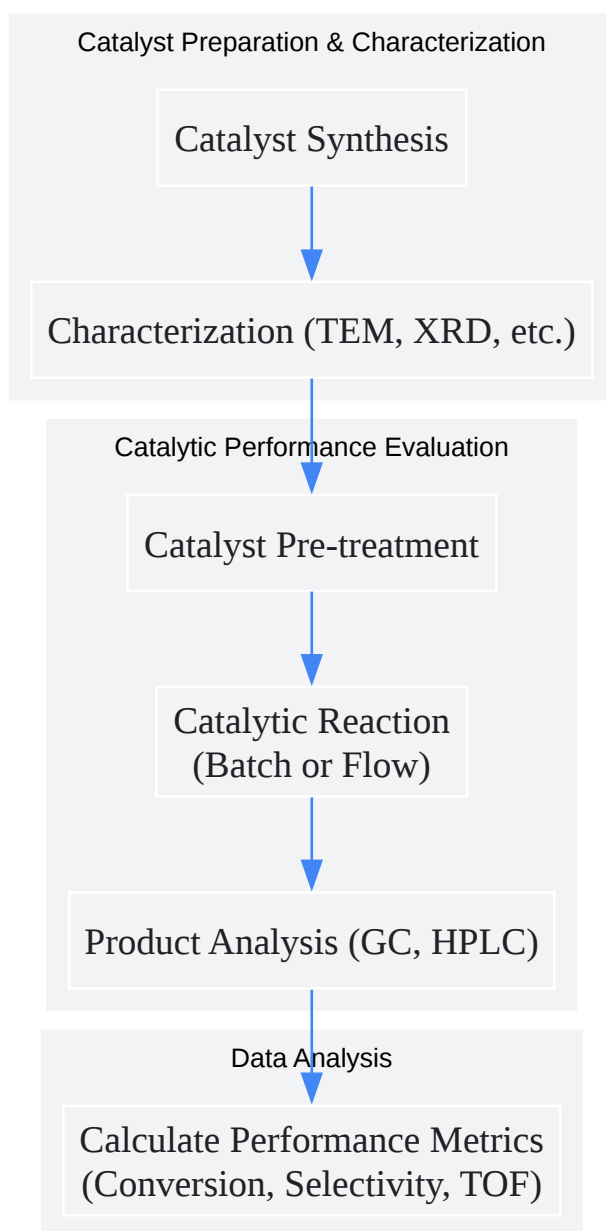 Catalyst Preparation & Characterization
Catalyst Synthesis
Characterization (TEM, XRD, etc.)
Catalytic Performance Evaluation
Catalyst Pre-treatment
Catalytic Reaction
(Batch or Flow)
Product Analysis (GC, HPLC)
Data Analysis
Calculate Performance Metrics
(Conversion, Selectivity, TOF)